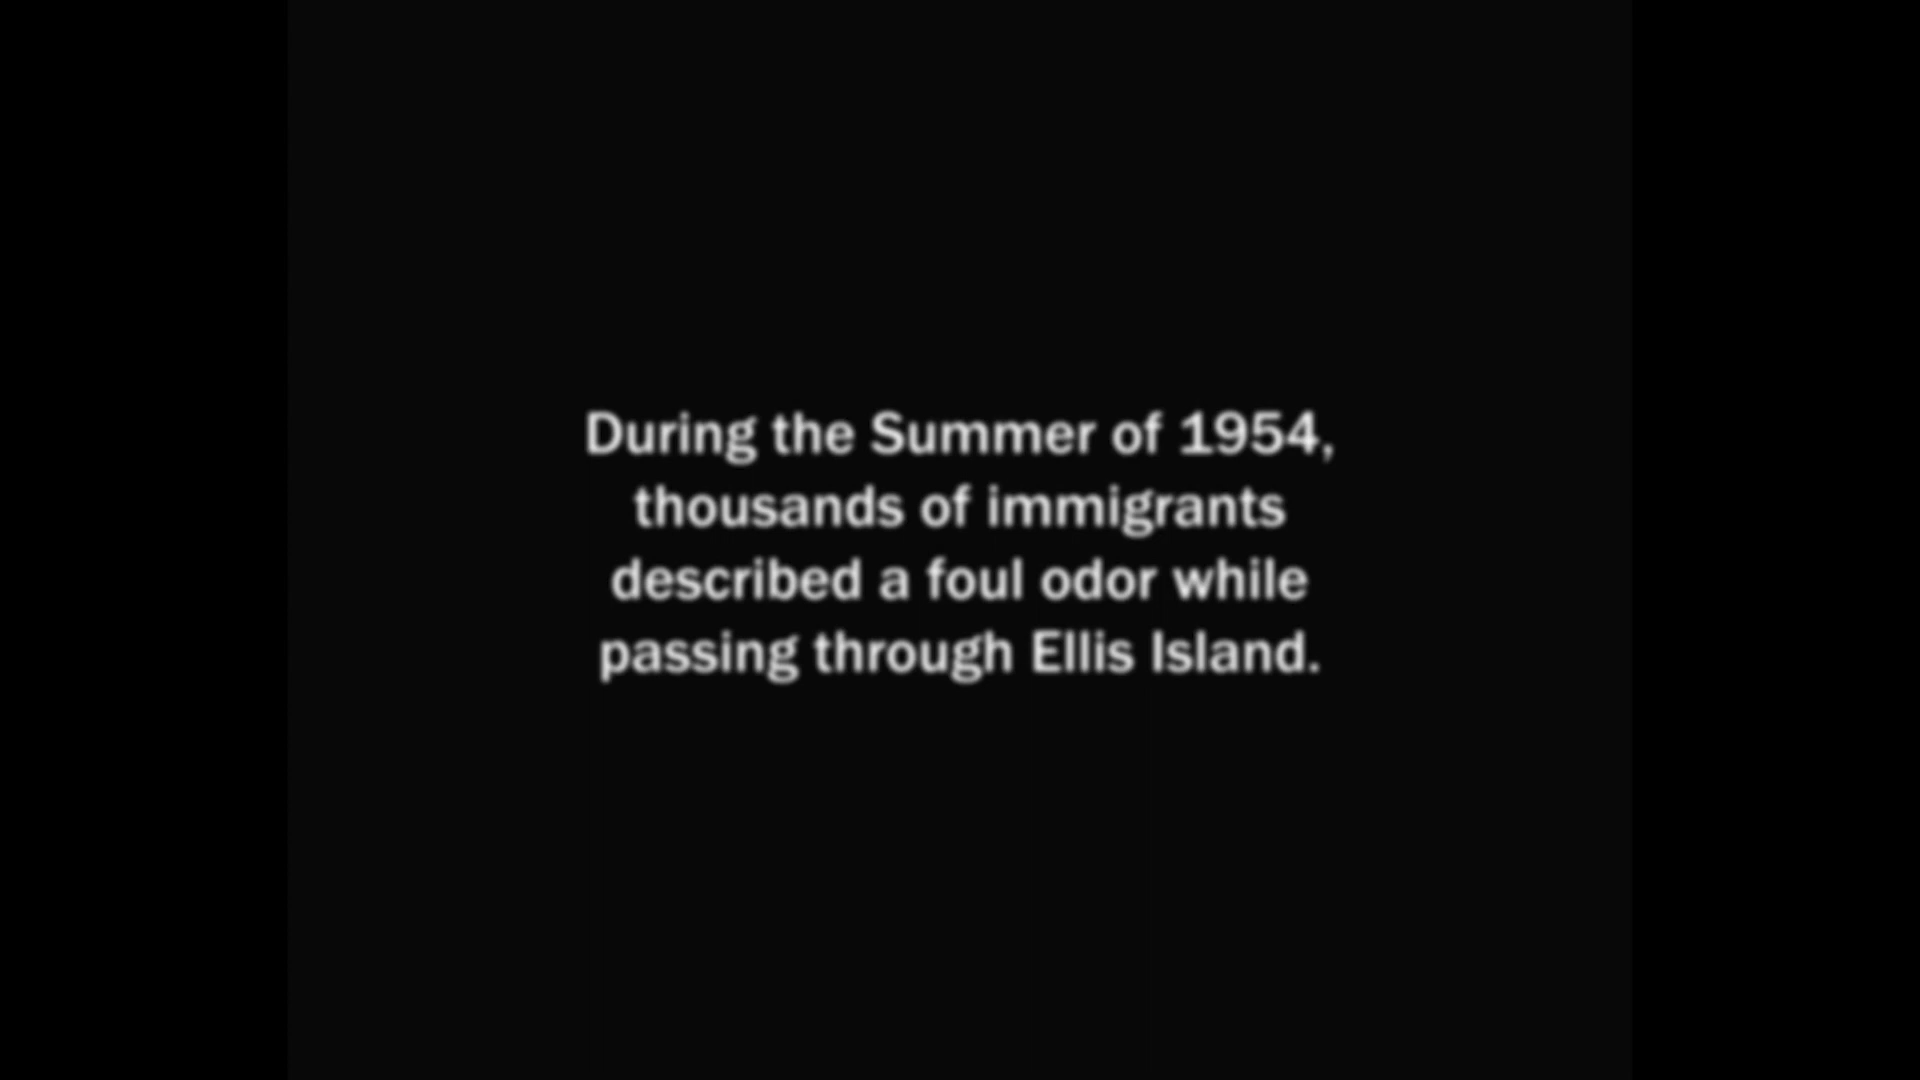 During the Summer of 1954,
thousands of immigrants
described a foul odor while
passing through Ellis Island.